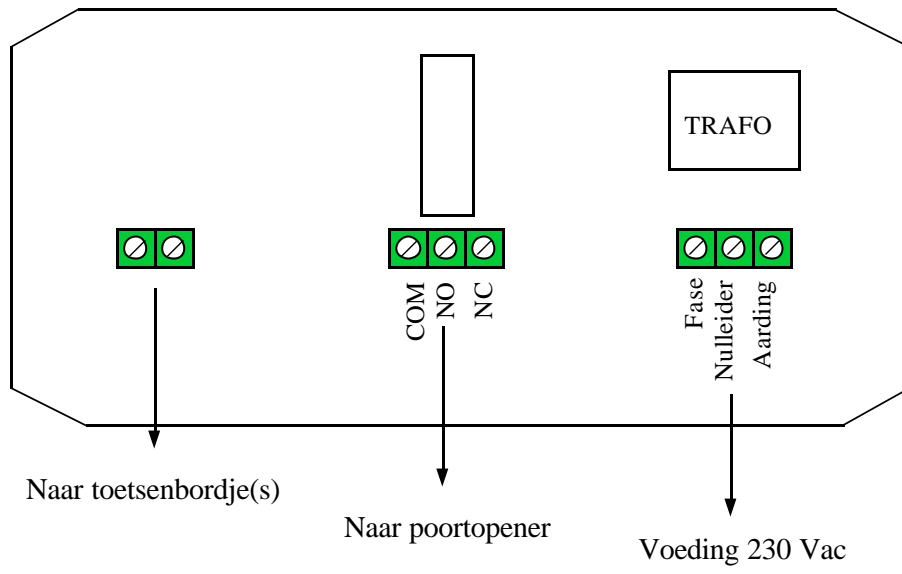 TRAFO
COM
NO
NC
Fase
Nulleider
Aarding
Naar toetsenbordje(s)
Naar poortopener
Voeding 230 Vac